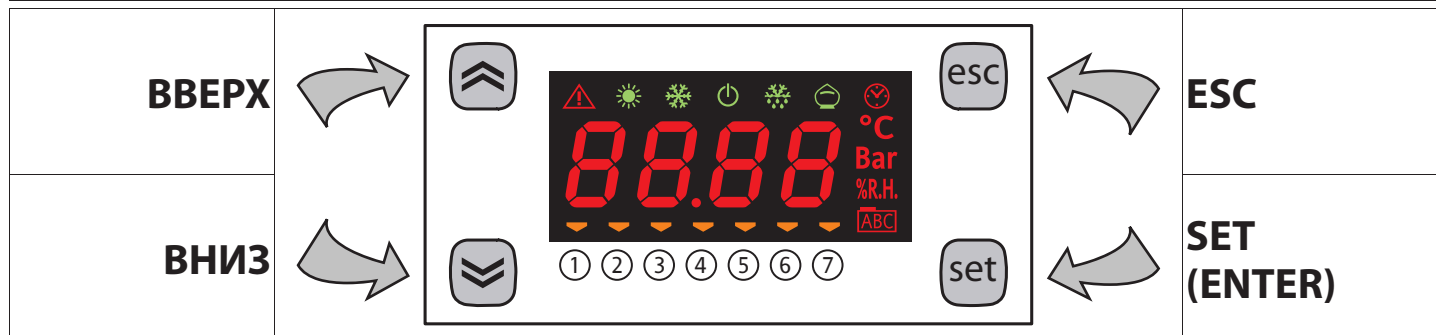 ВВЕРХ
esc
ESC
°C
88.88
Bar
%R.H.
ABC
ВНИЗ
1 2 3 4 5 6 7
set
SET
(ENTER)